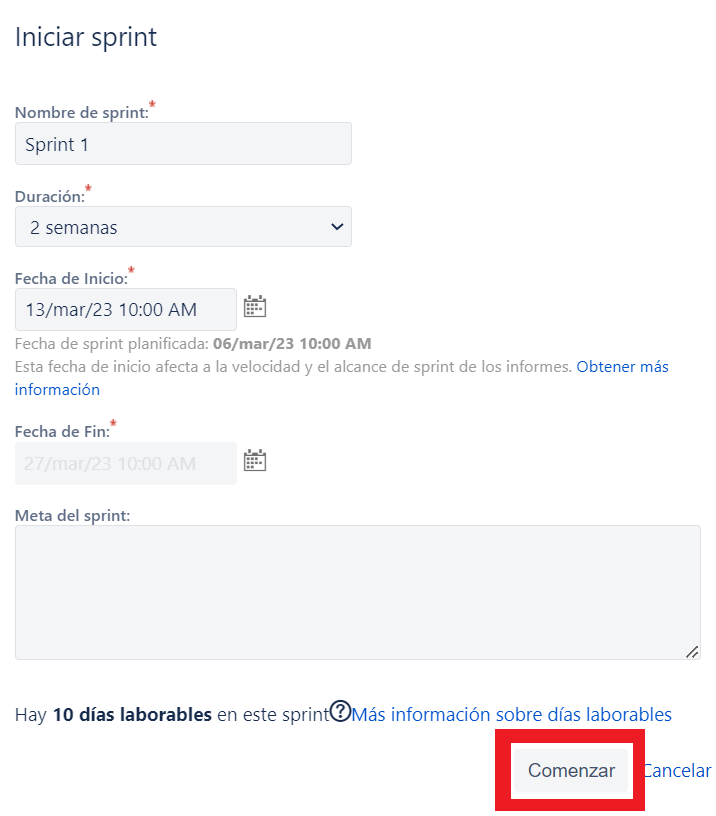 Iniciar sprint
Nombre de sprint:*
Sprint 1
Duración:*
2 semanas
Fecha de Inicio:*
13/mar/23 10:00 AM
Fecha de sprint planificada: 06/mar/23 10:00 AM
Esta fecha de inicio afecta a la velocidad y el alcance de sprint de los informes. Obtener más
información
Fecha de Fin:*
27/mar/23 10:00 AM
Meta del sprint:
Hay 10 días laborables en este sprint?Más información sobre días laborables
Comenzar Cancelar